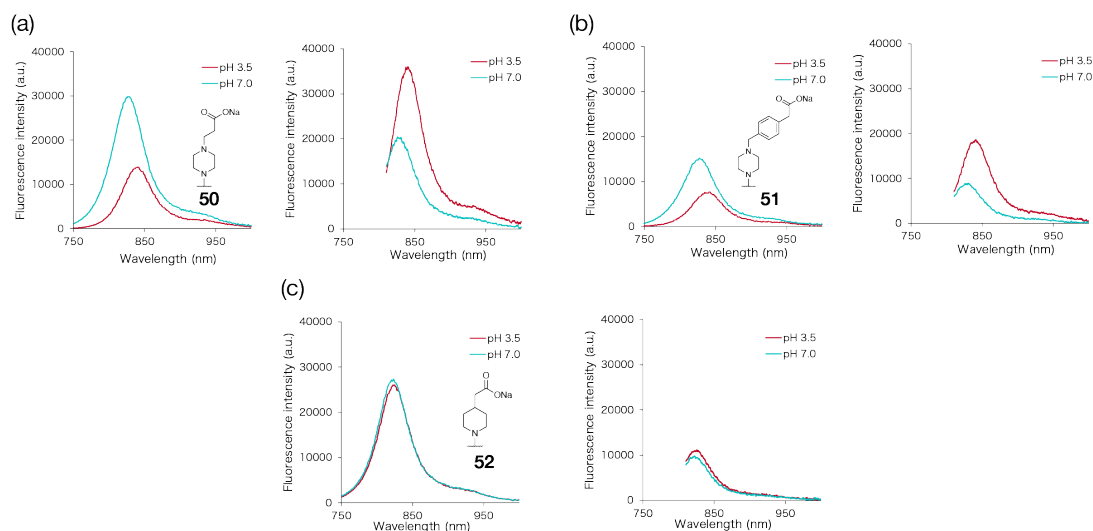 (a)
Fluorescence intensity (a.u.)
40000
30000
20000
10000
0
750
850
950
Wavelength (nm)
pH 3.5
pH 7.0
O
ONa
N
N
50
Fluorescence intensity (a.u.)
40000
30000
20000
10000
0
750
850
950
Wavelength (nm)
pH 3.5
pH 7.0
(b)
Fluorescence intensity (a.u.)
40000
30000
20000
10000
0
750
850
950
Wavelength (nm)
pH 3.5
pH 7.0
O
ONa
N
N
51
Fluorescence intensity (a.u.)
40000
30000
20000
10000
0
750
850
950
Wavelength (nm)
pH 3.5
pH 7.0
(c)
Fluorescence intensity (a.u.)
40000
30000
20000
10000
0
750
850
950
Wavelength (nm)
pH 3.5
pH 7.0
O
ONa
N
52
Fluorescence intensity (a.u.)
40000
30000
20000
10000
0
750
850
950
Wavelength (nm)
pH 3.5
pH 7.0